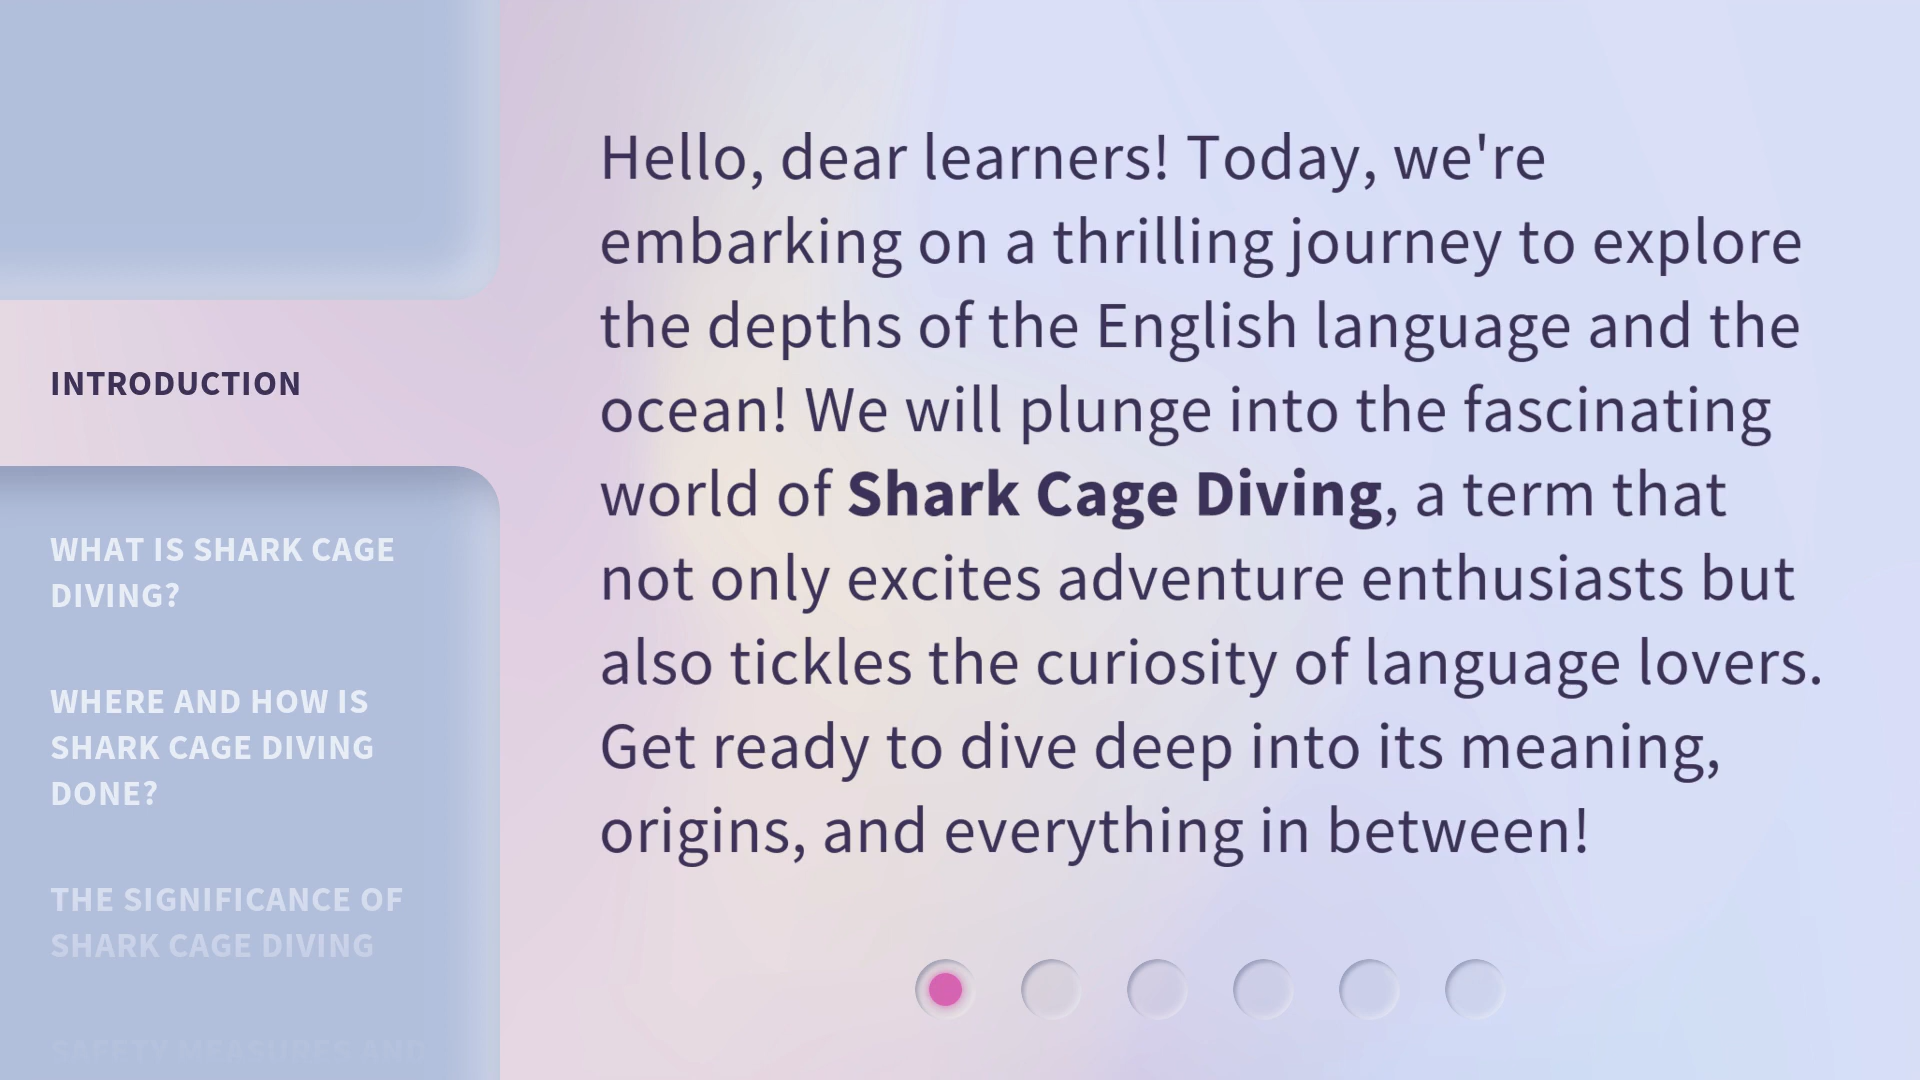 INTRODUCTION
WHAT IS SHARK CAGE
DIVING?
WHERE AND HOW IS
SHARK CAGE DIVING
DONE?
THE SIGNIFICANCE OF
SHARK CAGE DIVING
SAFETY MEASURES AND
Hello, dear learners! Today, we're
embarking on a thrilling journey to explore
the depths of the English language and the
ocean! We will plunge into the fascinating
world of Shark Cage Diving, a term that
not only excites adventure enthusiasts but
also tickles the curiosity of language lovers.
Get ready to dive deep into its meaning,
origins, and everything in between!